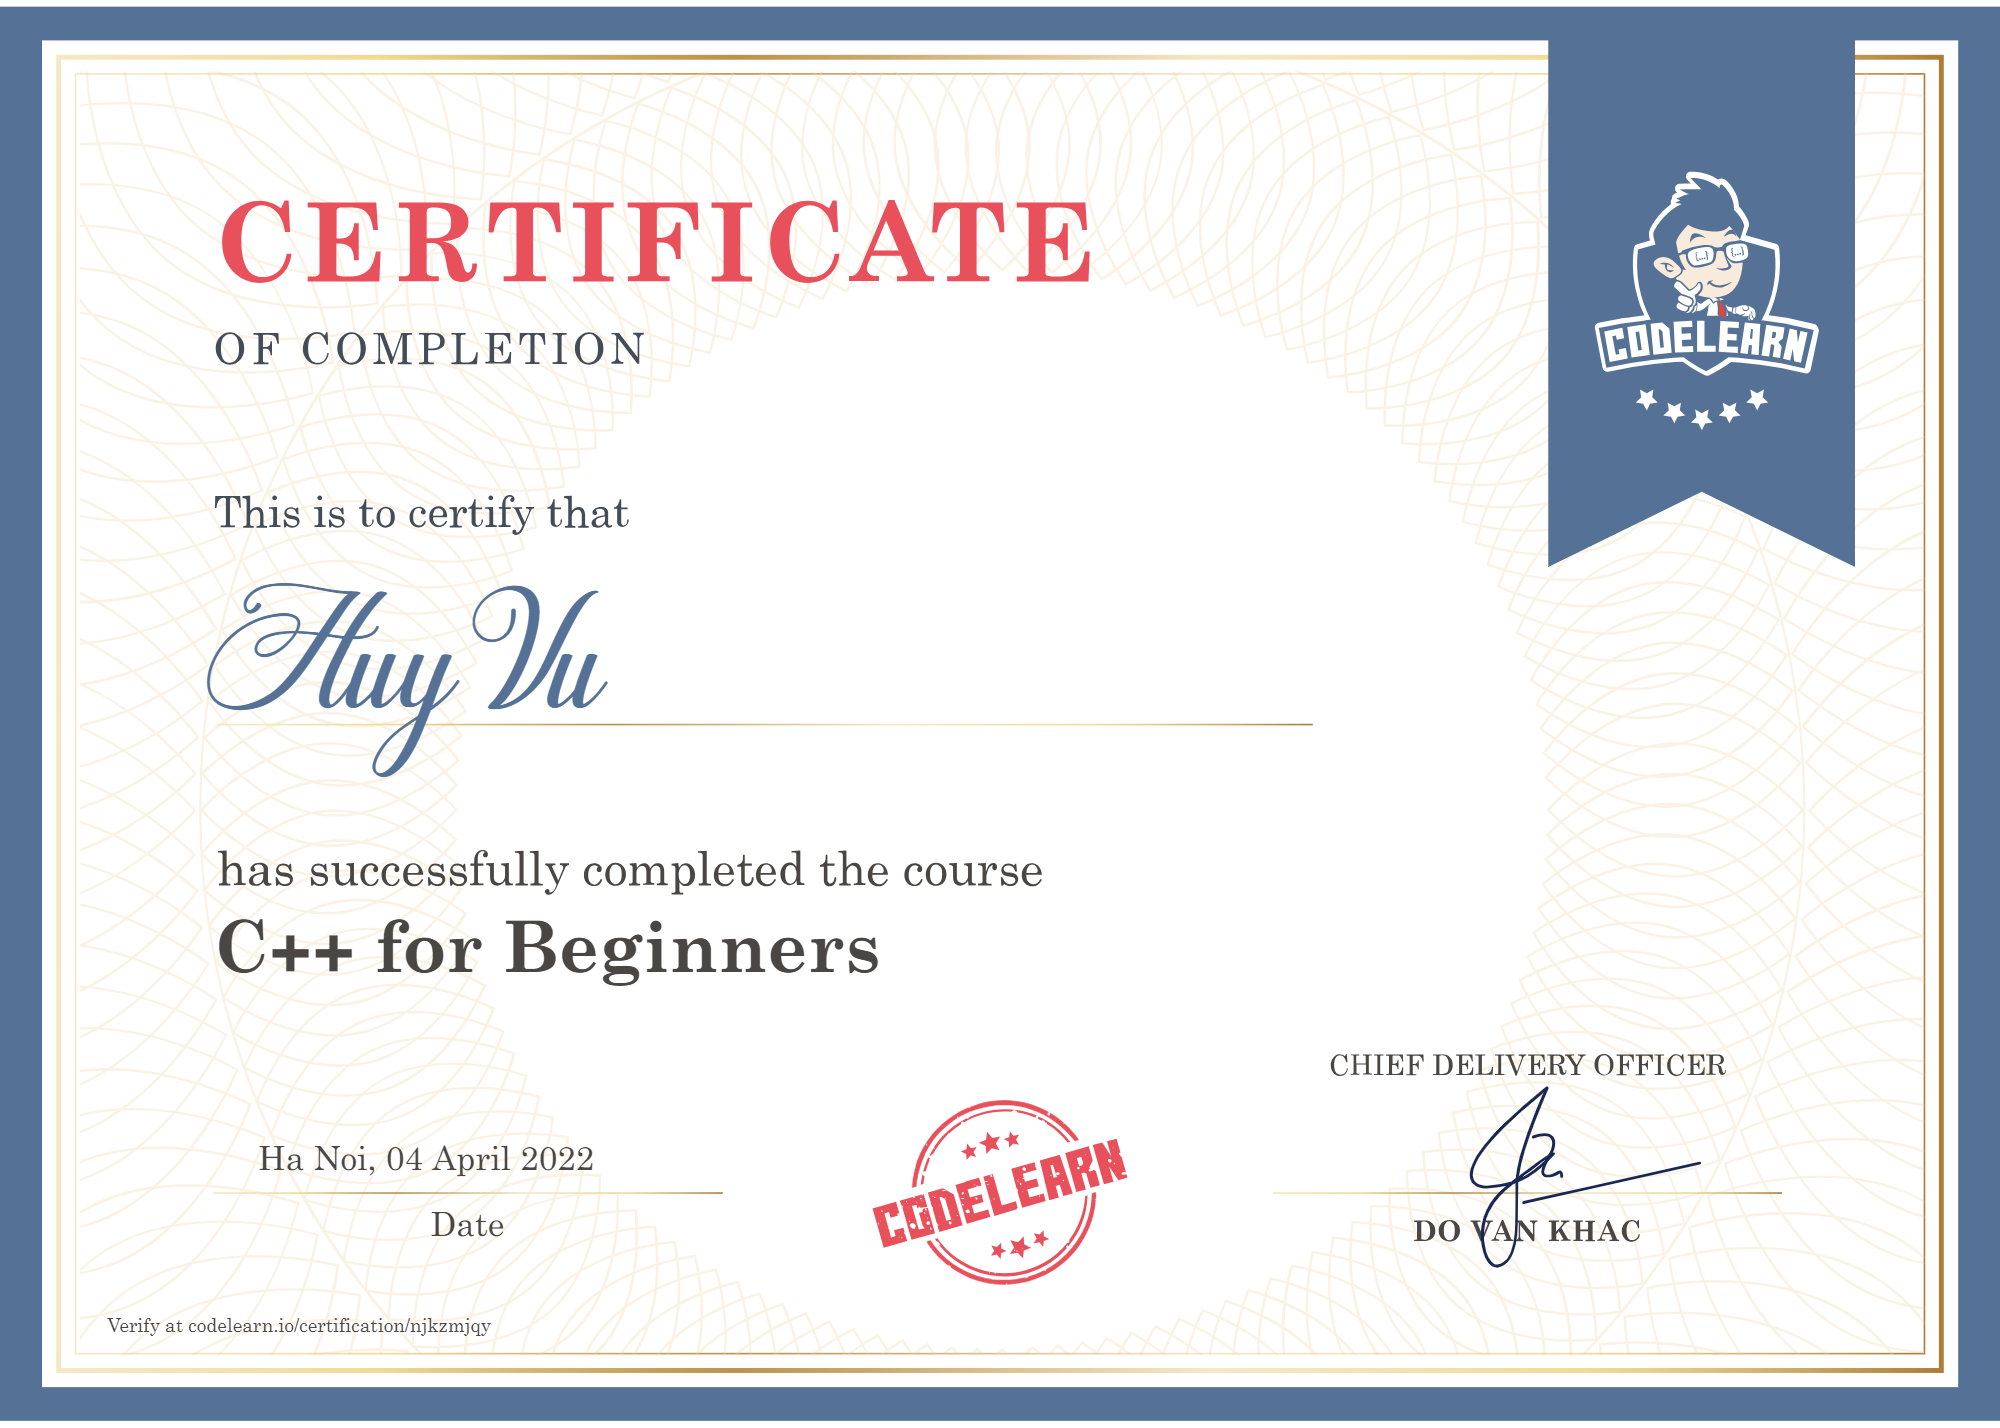 CERTIFICATE
OF COMPLETION
CODELEARN
This is to certify that
Huy Vu
has successfully completed the course
C++ for Beginners
CHIEF DELIVERY OFFICER
Ha Noi, 04 April 2022
CODELEARN
Date
DO VAN KHAC
Verify at codelearn.io/certification/njkzmjqy